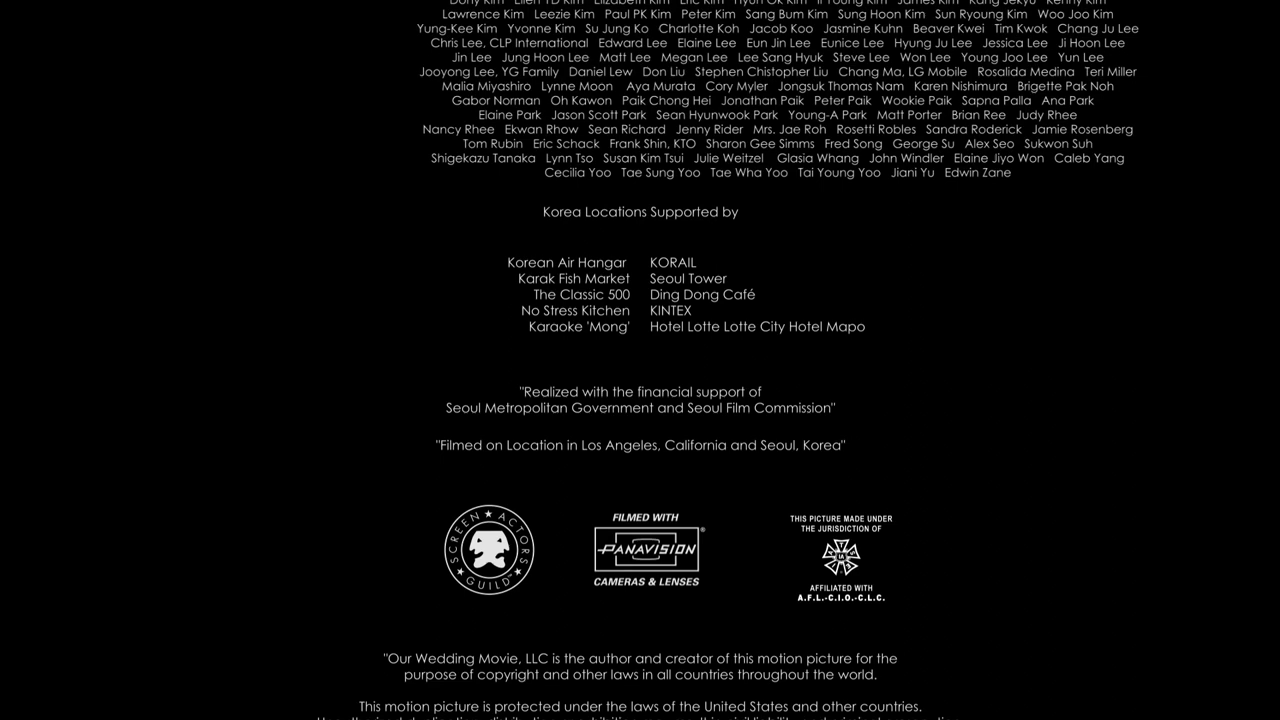 Lawrence Kim Leezie Kim Paul PK Kim Peter Kim Sang Bum Kim Sung Hoon Kim Sun Ryoung Kim Woo Joo Kim
Yung-Kee Kim Yvonne Kim Su Jung Ko Charlotte Koh Jacob Koo Jasmine Kuhn Beaver Kwei Tim Kwok Chang Ju Lee
Chris Lee, CLP International Edward Lee Elaine Lee Eun Jin Lee Eunice Lee Hyung Ju Lee Jessica Lee Ji Hoon Lee
Jin Lee Jung Hoon Lee Matt Lee Megan Lee Lee Sang Hyuk Steve Lee Won Lee Young Joo Lee Yun Lee
Jooyong Lee, YG Family Daniel Lew Don Liu Stephen Chistopher Liu Chang Ma, LG Mobile Rosalida Medina Teri Miller
Malia Miyashiro Lynne Moon Aya Murata Cory Myler Jongsuk Thomas Nam Karen Nishimura Brigette Pak Noh
Gabor Norman Oh Kawon Paik Chong Hei Jonathan Paik Peter Paik Wookie Paik Sapna Palla Ana Park
Elaine Park Jason Scott Park Sean Hyunwook Park Young-A Park Matt Porter Brian Ree Judy Rhee
Nancy Rhee Ekwan Rhow Sean Richard Jenny Rider Mrs. Jae Roh Rosetti Robles Sandra Roderick Jamie Rosenberg
Tom Rubin Eric Schack Frank Shin, KTO Sharon Gee Simms Fred Song George Su Alex Seo Sukwon Suh
Shigekazu Tanaka Lynn Tso Susan Kim Tsui Julie Weitzel Glasia Whang John Windler Elaine Jiyo Won Caleb Yang
Cecilia Yoo Tae Sung Yoo Tae Wha Yoo Tai Young Yoo Jiani Yu Edwin Zane
Korea Locations Supported by
Korean Air Hangar KORAIL
Karak Fish Market Seoul Tower
The Classic 500 Ding Dong Café
No Stress Kitchen KINTEX
Karaoke 'Mong' Hotel Lotte Lotte City Hotel Mapo
"Realized with the financial support of
Seoul Metropolitan Government and Seoul Film Commission"
"Filmed on Location in Los Angeles, California and Seoul, Korea"
SCREEN ACTORS GUILD
FILMED WITH
PANAVISION®
CAMERAS & LENSES
THIS PICTURE MADE UNDER
THE JURISDICTION OF
IA
AFFILIATED WITH
A.F.L.-C.I.O.-C.L.C.
"Our Wedding Movie, LLC is the author and creator of this motion picture for the
purpose of copyright and other laws in all countries throughout the world.
This motion picture is protected under the laws of the United States and other countries.